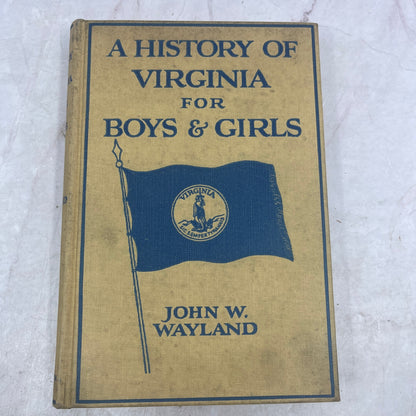 A HISTORY OF
VIRGINIA
FOR
BOYS & GIRLS
VIRGINIA
SIC SEMPER TYRANNIS
JOHN W.
WAYLAND